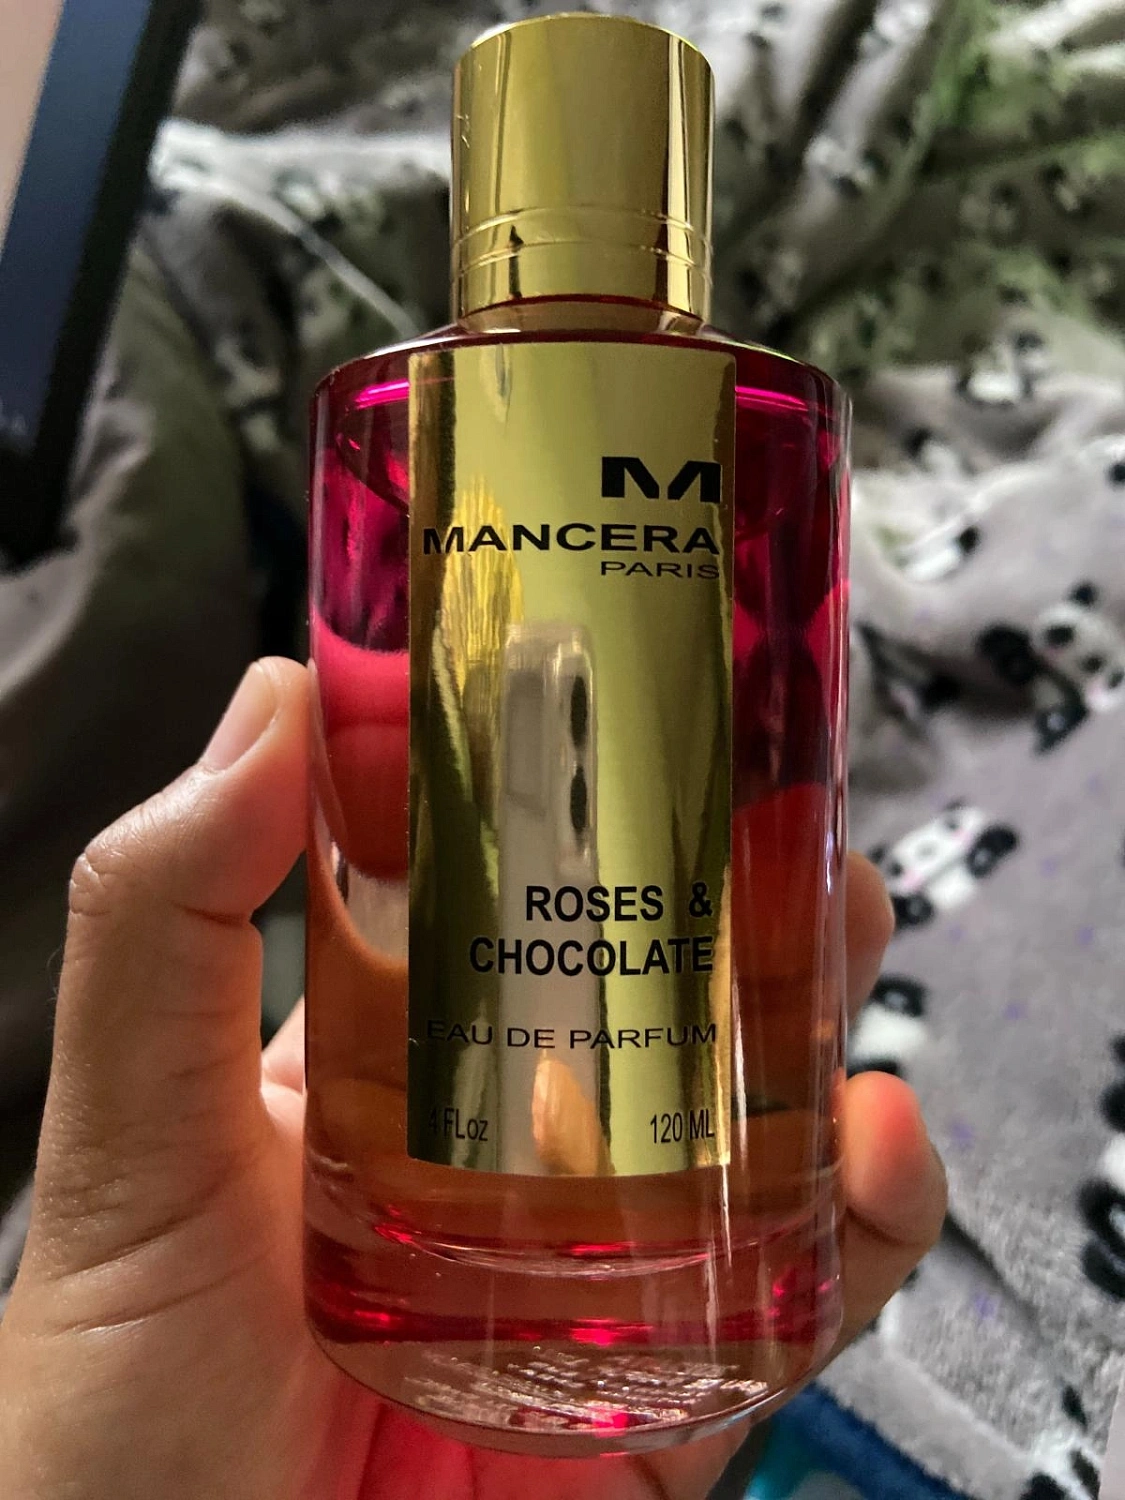 M
MANCERA
PARIS
ROSES &
CHOCOLATE
EAU DE PARFUM
4 FLoz 120 ML